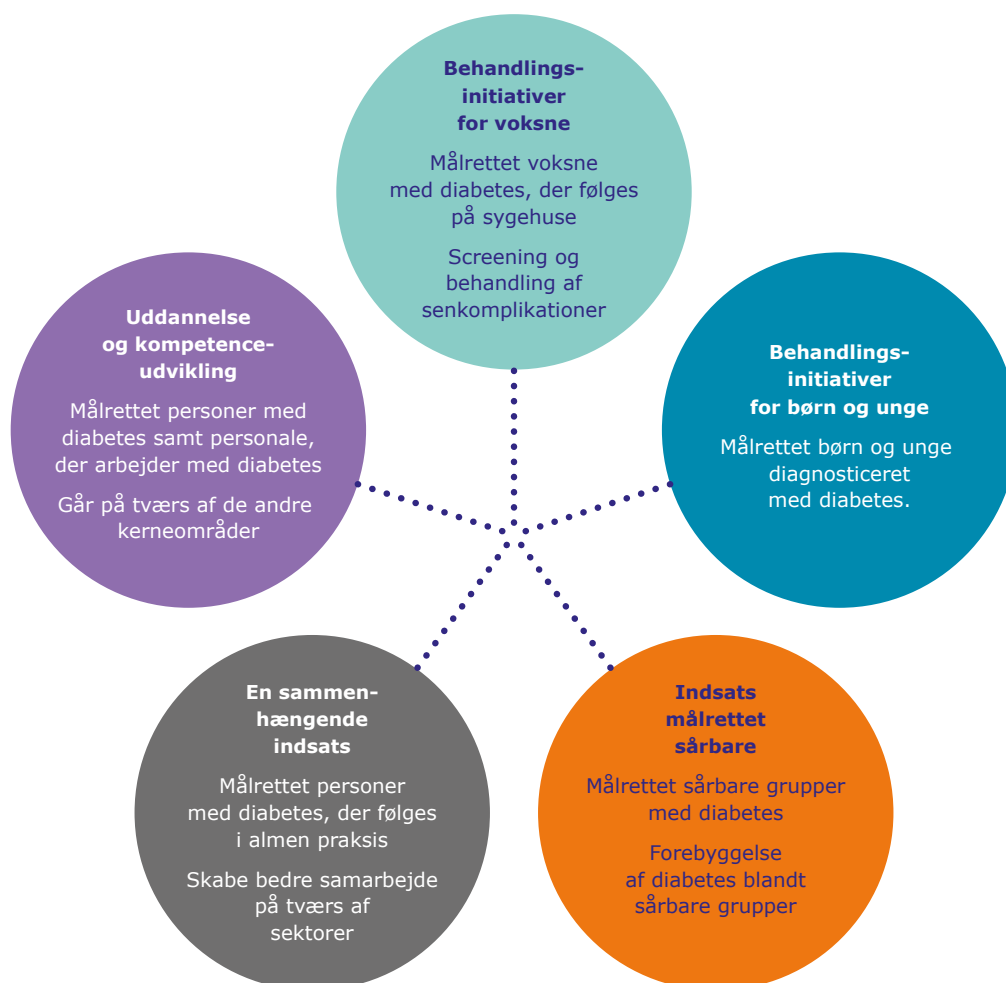 Behandlings-
initiativer
for voksne
Målrettet voksne
med diabetes, der følges
på sygehuse
Screening og
behandling af
senkomplikationer
Uddannelse
og kompetence-
udvikling
Målrettet personer med
diabetes samt personale,
der arbejder med diabetes
Går på tværs af de andre
kerneområder
Behandlings-
initiativer
for børn og unge
Målrettet børn og unge
diagnosticeret
med diabetes.
En sammen-
hængende
indsats
Målrettet personer
med diabetes, der følges
i almen praksis
Skabe bedre samarbejde
på tværs af
sektorer
Indsats
målrettet
sårbare
Målrettet sårbare grupper
med diabetes
Forebyggelse
af diabetes blandt
sårbare grupper